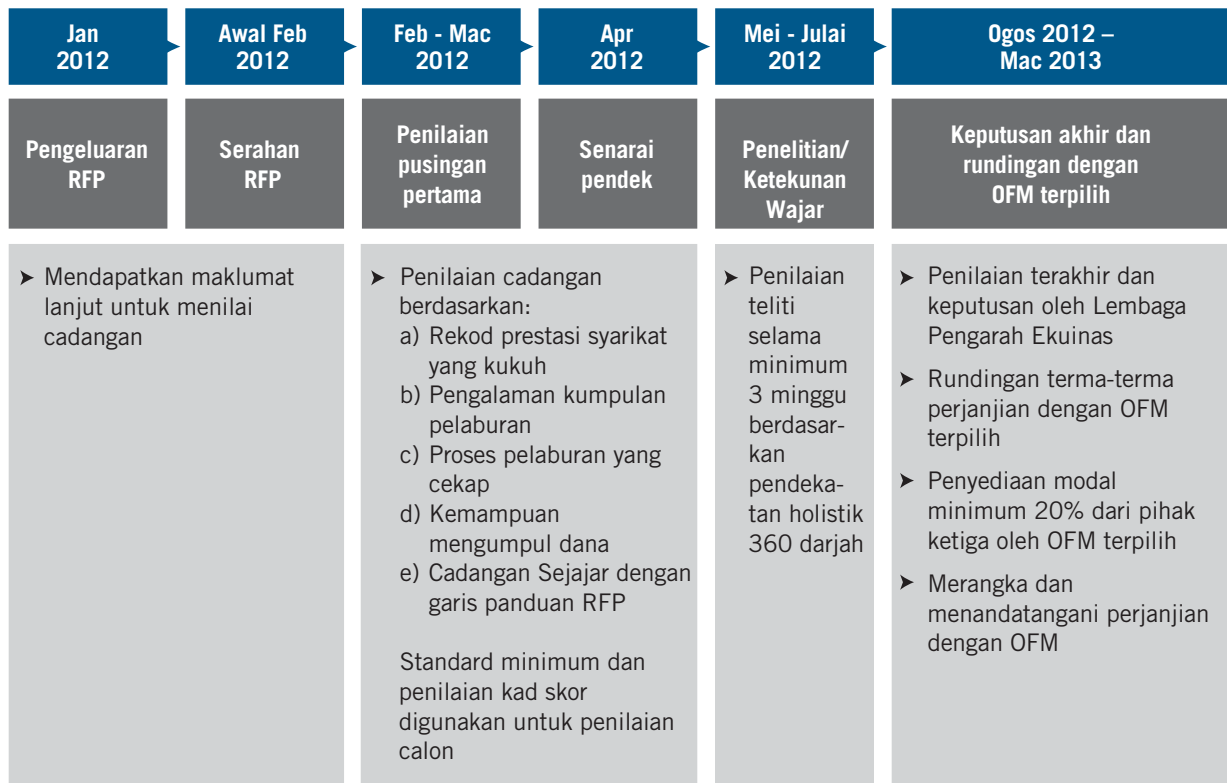 Jan
2012
Awal Feb
2012
Feb - Mac
2012
Apr
2012
Mei - Julai
2012
Ogos 2012 –
Mac 2013
Pengeluaran
RFP
Serahan
RFP
Penilaian
pusingan
pertama
Senarai
pendek
Penelitian/
Ketekunan
Wajar
Keputusan akhir dan
rundingan dengan
OFM terpilih
➤ Mendapatkan maklumat
lanjut untuk menilai
cadangan
➤ Penilaian cadangan
berdasarkan:
a) Rekod prestasi syarikat
yang kukuh
b) Pengalaman kumpulan
pelaburan
c) Proses pelaburan yang
cekap
d) Kemampuan
mengumpul dana
e) Cadangan Sejajar dengan
garis panduan RFP
Standard minimum dan
penilaian kad skor
digunakan untuk penilaian
calon
➤ Penilaian
teliti
selama
minimum
3 minggu
berdasar-
kan
pendeka-
tan holistik
360 darjah
➤ Penilaian terakhir dan
keputusan oleh Lembaga
Pengarah Ekuinas
➤ Rundingan terma-terma
perjanjian dengan OFM
terpilih
➤ Penyediaan modal
minimum 20% dari pihak
ketiga oleh OFM terpilih
➤ Merangka dan
menandatangani perjanjian
dengan OFM